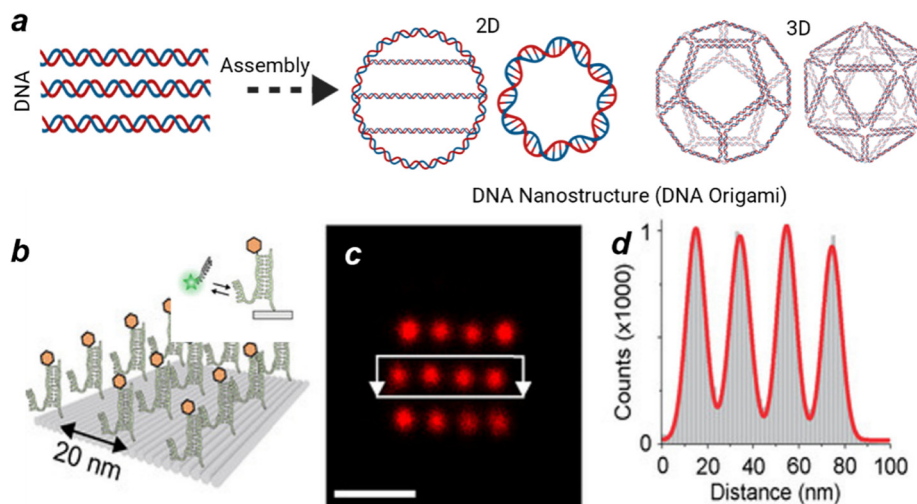 a
2D
3D
DNA
Assembly
DNA Nanostructure (DNA Origami)
b
20 nm
c
d
Counts (x1000)
1
0
0 20 40 60 80 100
Distance (nm)